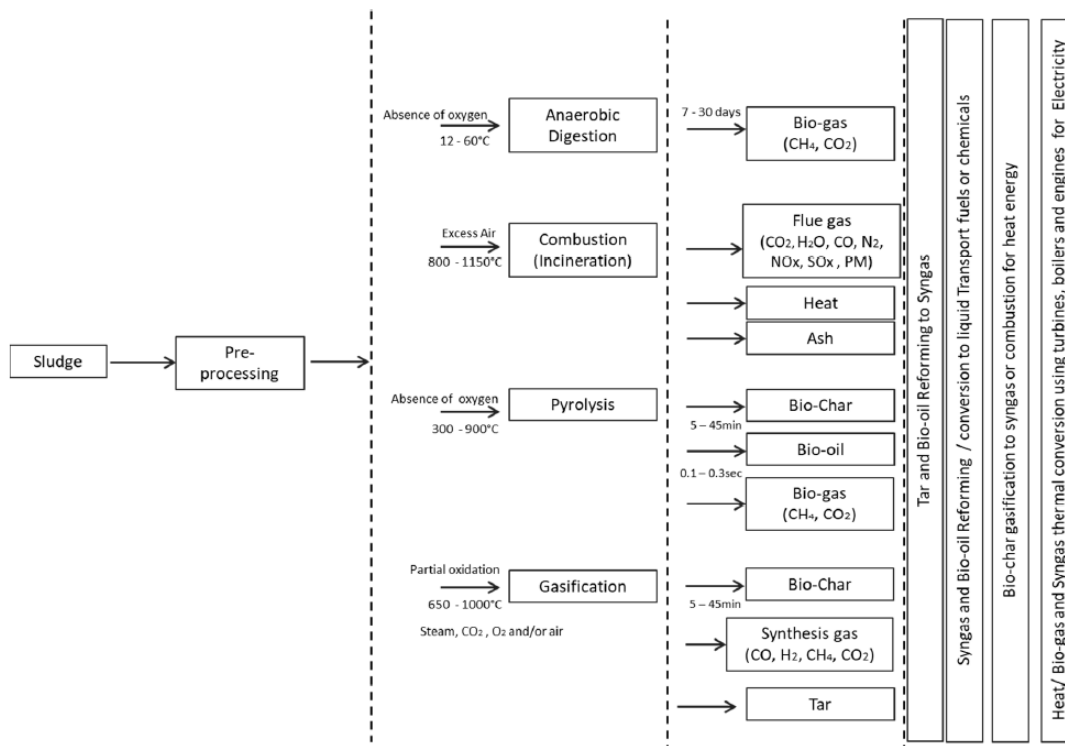 Sludge
Pre-
processing
Absence of oxygen
12 - 60°C
Anaerobic
Digestion
7 - 30 days
Bio-gas
(CH₄, CO₂)
Excess Air
800 - 1150°C
Combustion
(Incineration)
Flue gas
(CO₂, H₂O, CO, N₂,
NOx, SOx , PM)
Heat
Ash
Absence of oxygen
300 - 900°C
Pyrolysis
Bio-Char
5 – 45min
Bio-oil
0.1 – 0.3sec
Bio-gas
(CH₄, CO₂)
Partial oxidation
650 - 1000°C
Steam, CO₂ , O₂ and/or air
Gasification
Bio-Char
5 – 45min
Synthesis gas
(CO, H₂, CH₄, CO₂)
Tar
Tar and Bio-oil Reforming to Syngas
Syngas and Bio-oil Reforming / conversion to liquid Transport fuels or chemicals
Bio-char gasification to syngas or combustion for heat energy
Heat/ Bio-gas and Syngas thermal conversion using turbines, boilers and engines for Electricity